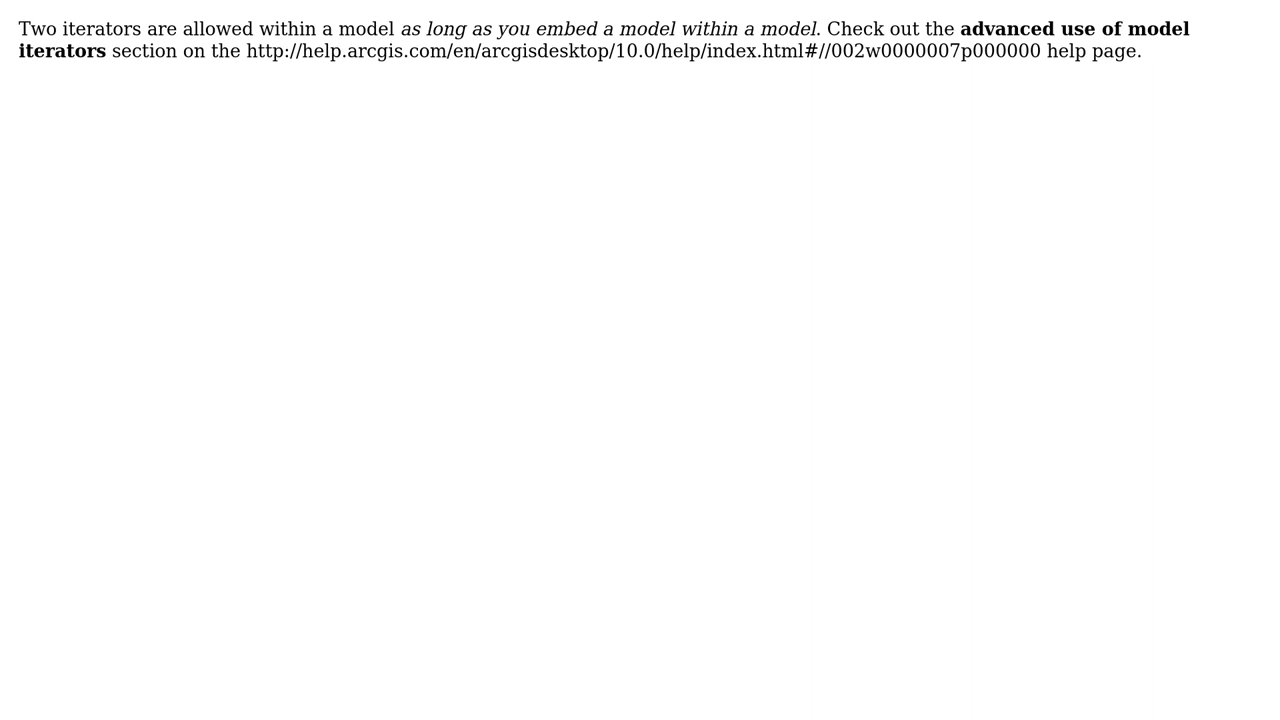 Two iterators are allowed within a model as long as you embed a model within a model. Check out the advanced use of model
iterators section on the http://help.arcgis.com/en/arcgisdesktop/10.0/help/index.html#//002w0000007p000000 help page.